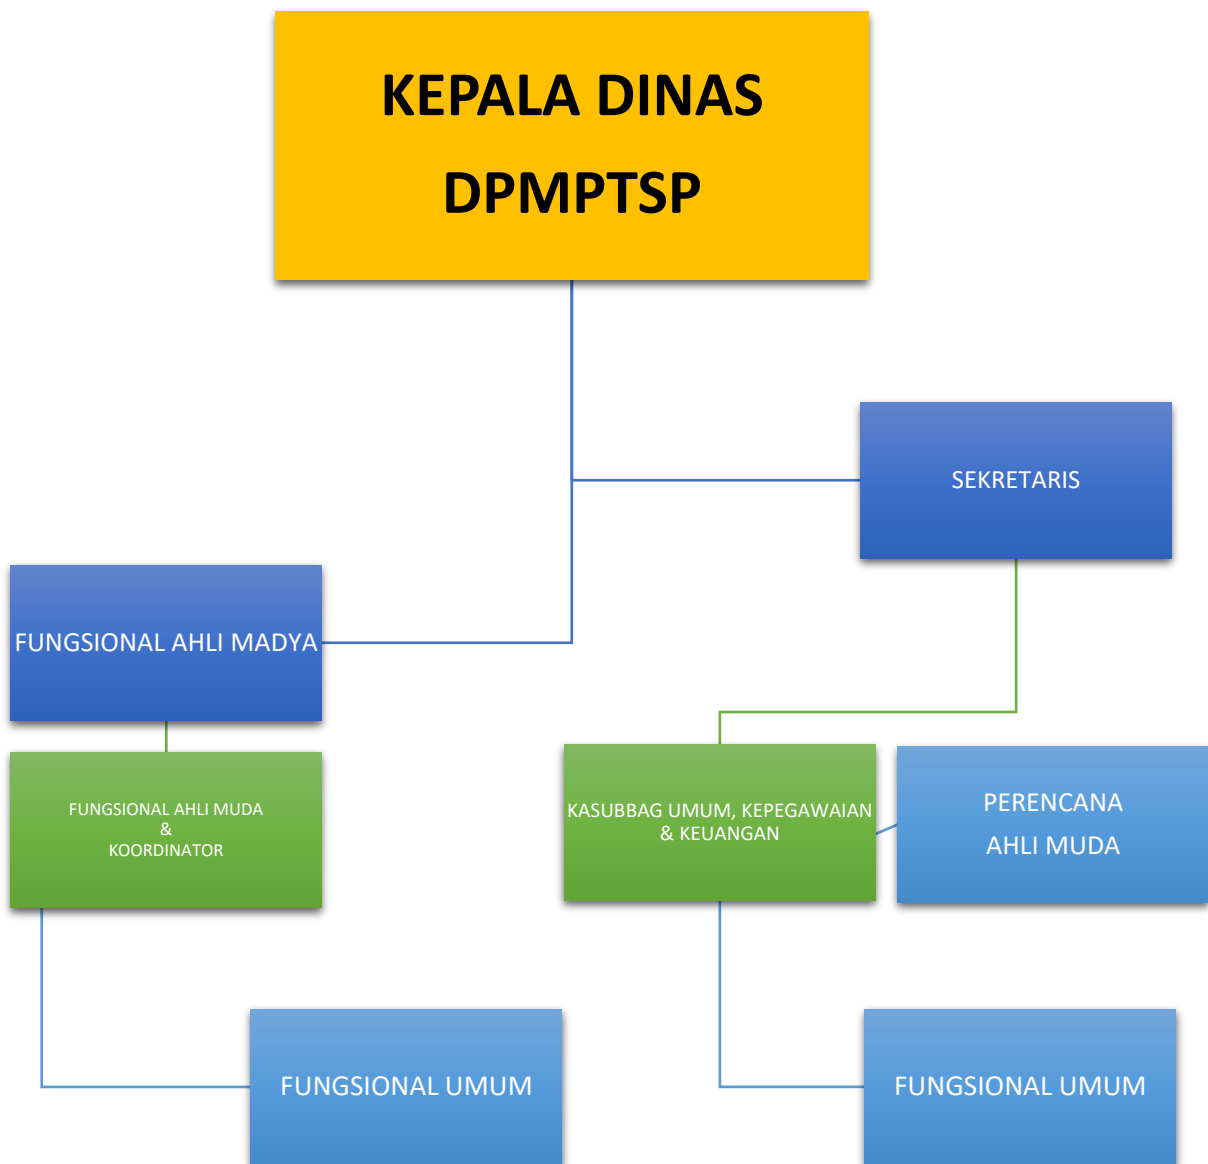 KEPALA DINAS
DPMPTSP
SEKRETARIS
FUNGSIONAL AHLI MADYA
FUNGSIONAL AHLI MUDA
&
KOORDINATOR
KASUBBAG UMUM, KEPEGAWAIAN
& KEUANGAN
PERENCANA
AHLI MUDA
FUNGSIONAL UMUM
FUNGSIONAL UMUM